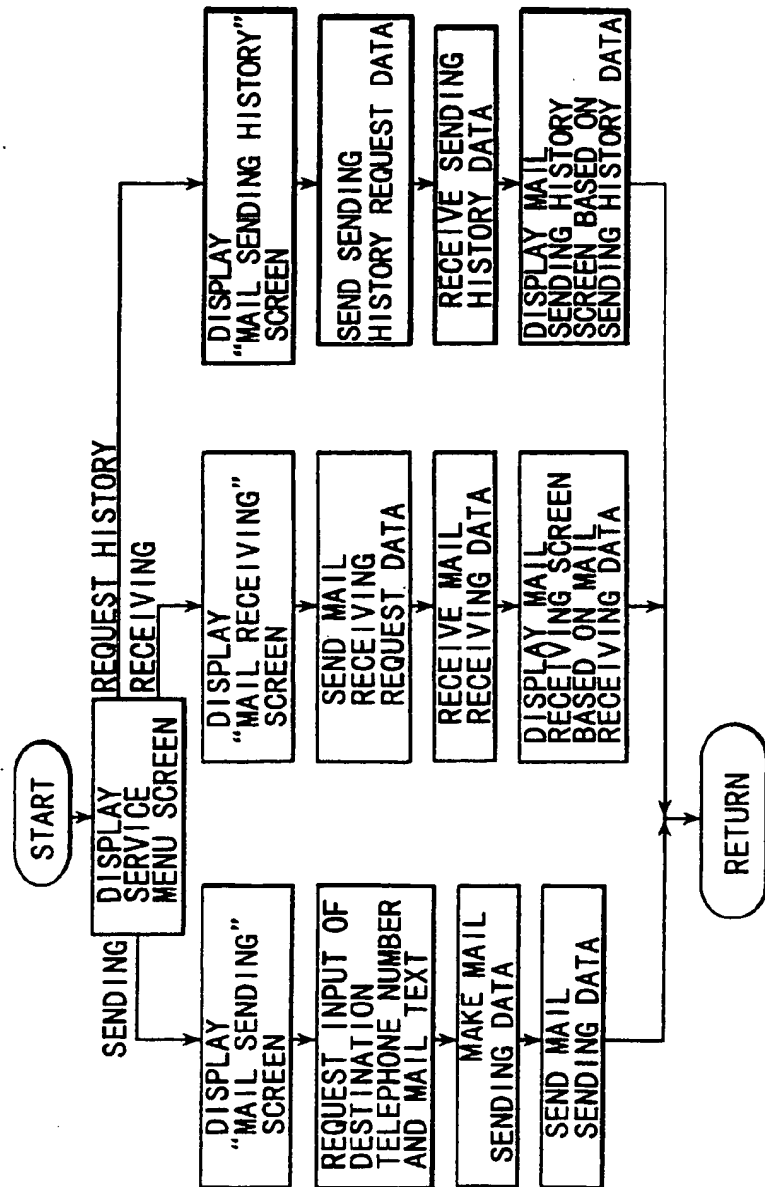 START
DISPLAY
SERVICE
MENU SCREEN
SENDING
REQUEST HISTORY
RECEIVING
DISPLAY
“MAIL SENDING”
SCREEN
REQUEST INPUT OF
DESTINATION
TELEPHONE NUMBER
AND MAIL TEXT
MAKE MAIL
SENDING DATA
SEND MAIL
SENDING DATA
DISPLAY
“MAIL RECEIVING”
SCREEN
SEND MAIL
RECEIVING
REQUEST DATA
RECEIVE MAIL
RECEIVING DATA
DISPLAY MAIL
RECEIVING SCREEN
BASED ON MAIL
RECEIVING DATA
DISPLAY
“MAIL SENDING HISTORY”
SCREEN
SEND SENDING
HISTORY REQUEST DATA
RECEIVE SENDING
HISTORY DATA
DISPLAY MAIL
SENDING HISTORY
SCREEN BASED ON
SENDING HISTORY DATA
RETURN